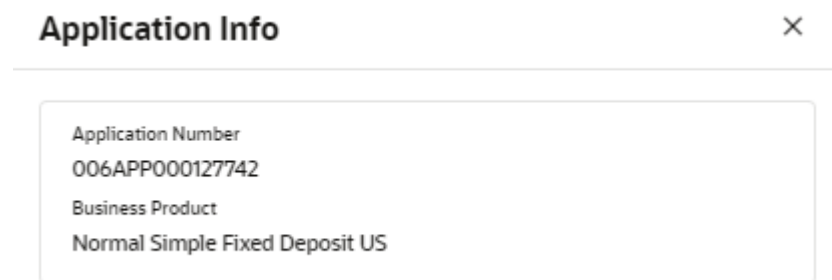 Application Info
Application Number
006APP000127742
Business Product
Normal Simple Fixed Deposit US